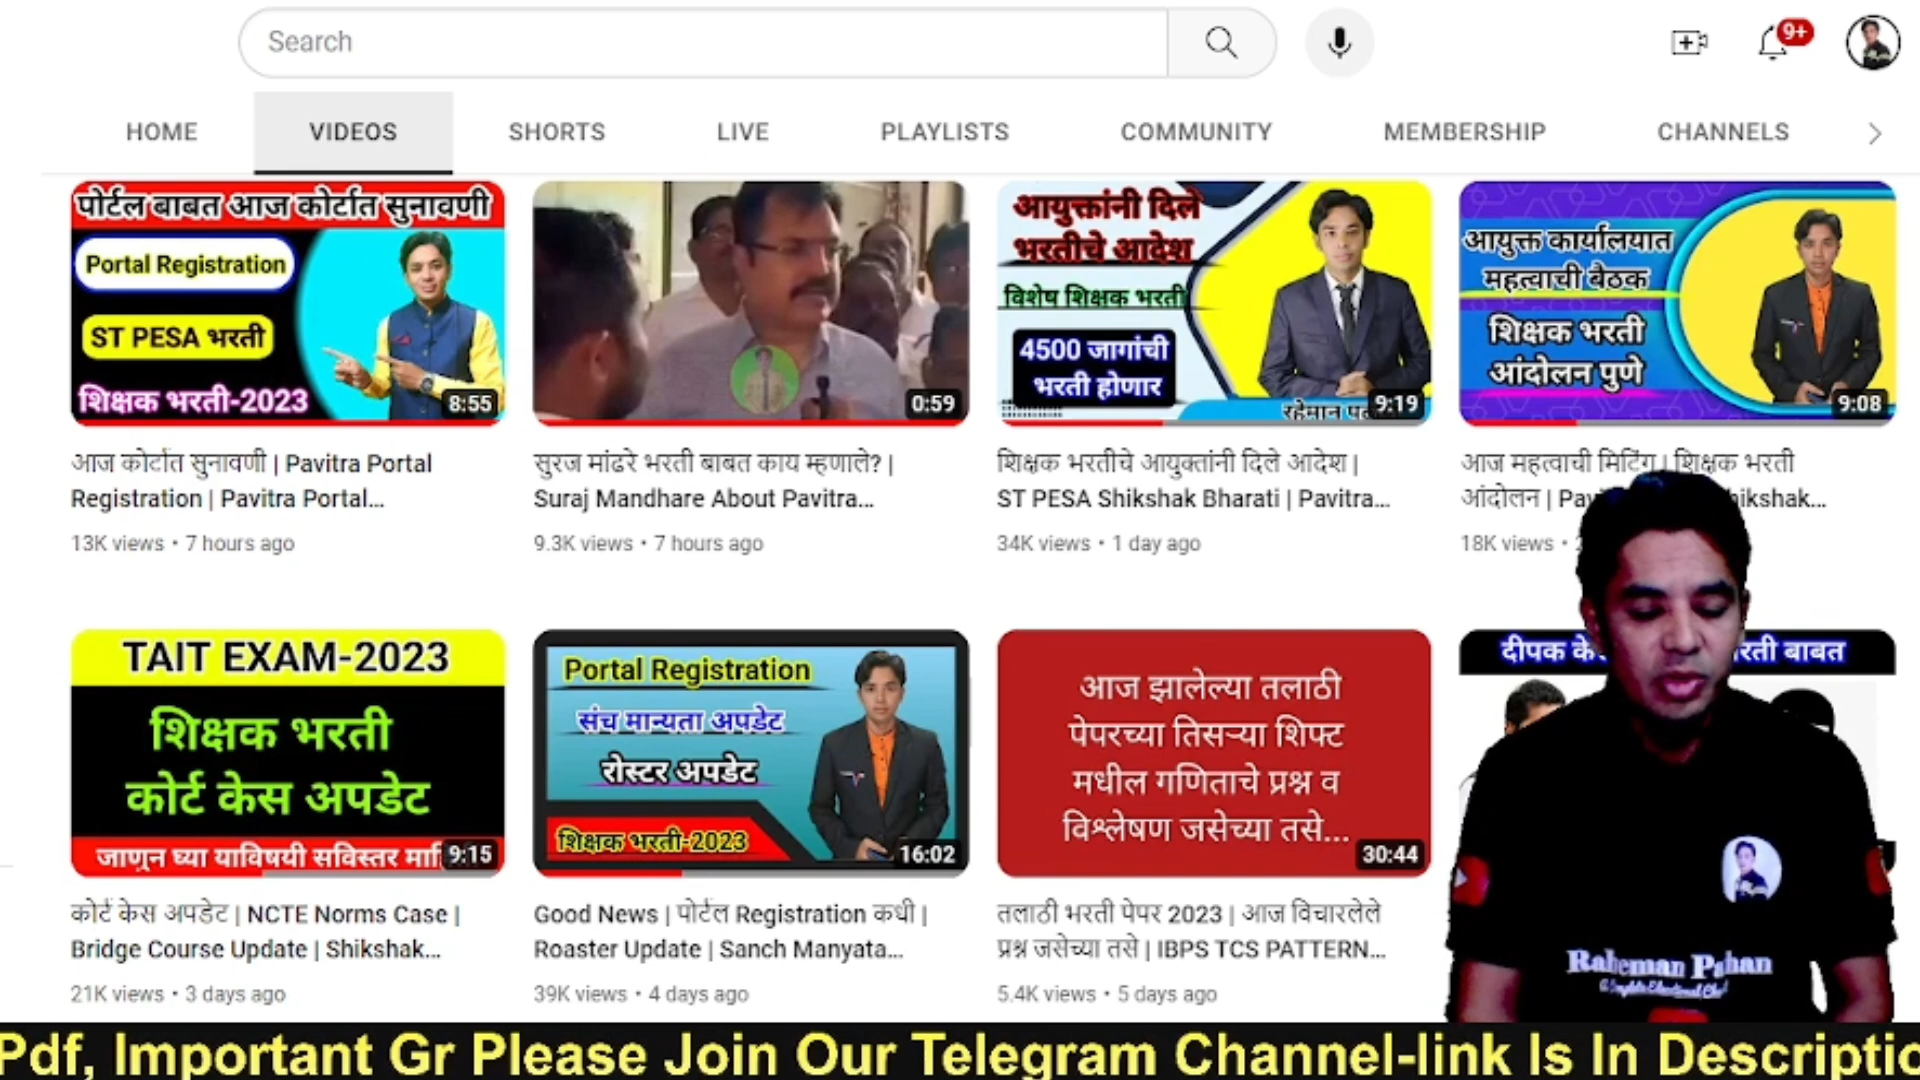 Search
9+
HOME VIDEOS SHORTS LIVE PLAYLISTS COMMUNITY MEMBERSHIP CHANNELS
पोर्टल बाबत आज कोर्टात सुनावणी
Portal Registration
ST PESA भरती
शिक्षक भरती-2023
8:55
0:59
आयुक्तांनी दिले
भरतीचे आदेश
विशेष शिक्षक भरती
4500 जागांची
भरती होणार
रहेमान
9:19
आयुक्त कार्यालयात
महत्वाची बैठक
शिक्षक भरती
आंदोलन पुणे
9:08
आज कोर्टात सुनावणी | Pavitra Portal
Registration | Pavitra Portal...
13K views • 7 hours ago
सुरज मांढरे भरती बाबत काय म्हणाले? |
Suraj Mandhare About Pavitra...
9.3K views • 7 hours ago
शिक्षक भरतीचे आयुक्तांनी दिले आदेश |
ST PESA Shikshak Bharati | Pavitra...
34K views • 1 day ago
आज महत्वाची मिटिंग | शिक्षक भरती
आंदोलन |
18K views •
TAIT EXAM-2023
शिक्षक भरती
कोर्ट केस अपडेट
जाणुन घ्या याविषयी सविस्तर
9:15
Portal Registration
संच मान्यता अपडेट
रोस्टर अपडेट
शिक्षक भरती-2023
16:02
आज झालेल्या तलाठी
पेपरच्या तिसऱ्या शिफ्ट
मधील गणिताचे प्रश्न व
विश्लेषण जसेच्या तसे...
30:44
दीपक बाबत
कोर्ट केस अपडेट | NCTE Norms Case |
Bridge Course Update | Shikshak...
21K views • 3 days ago
Good News | पोर्टल Registration कधी |
Roaster Update | Sanch Manyata...
39K views • 4 days ago
तलाठी भरती पेपर 2023 | आज विचारलेले
प्रश्न जसेच्या तसे | IBPS TCS PATTERN...
5.4K views • 5 days ago
Raheman Pathan
Pdf, Important Gr Please Join Our Telegram Channel-link Is In Descriptio